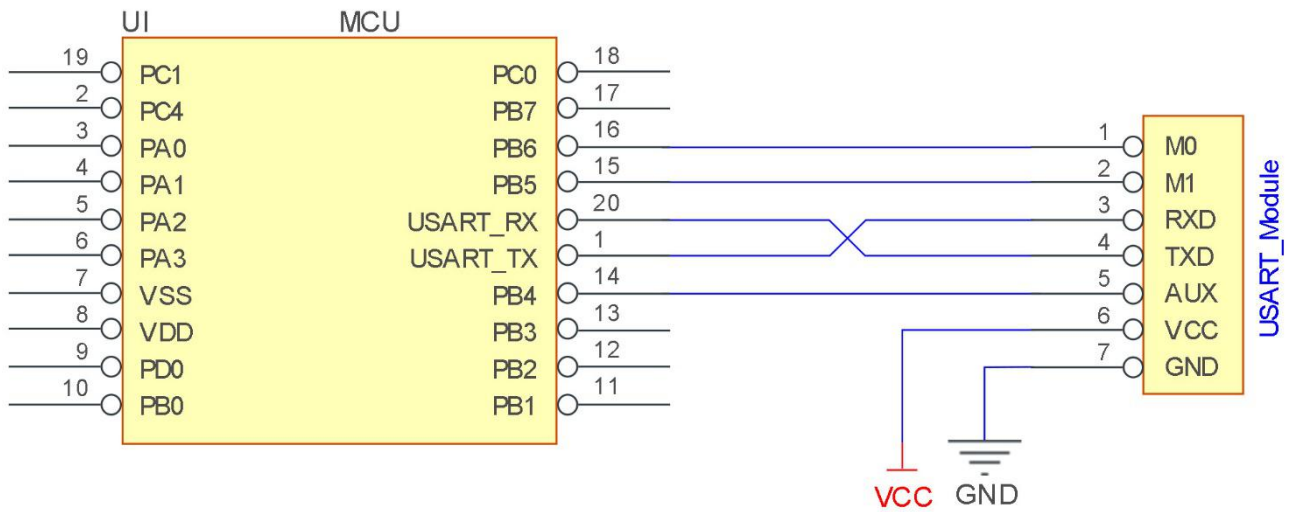 UI MCU
19 PC1 PC0 18
2 PC4 PB7 17
3 PA0 PB6 16 1 M0
4 PA1 PB5 15 2 M1
5 PA2 USART_RX 20 3 RXD
6 PA3 USART_TX 1 4 TXD
7 VSS PB4 14 5 AUX
8 VDD PB3 13 6 VCC
9 PD0 PB2 12 7 GND
10 PB0 PB1 11
USART_Module
VCC GND